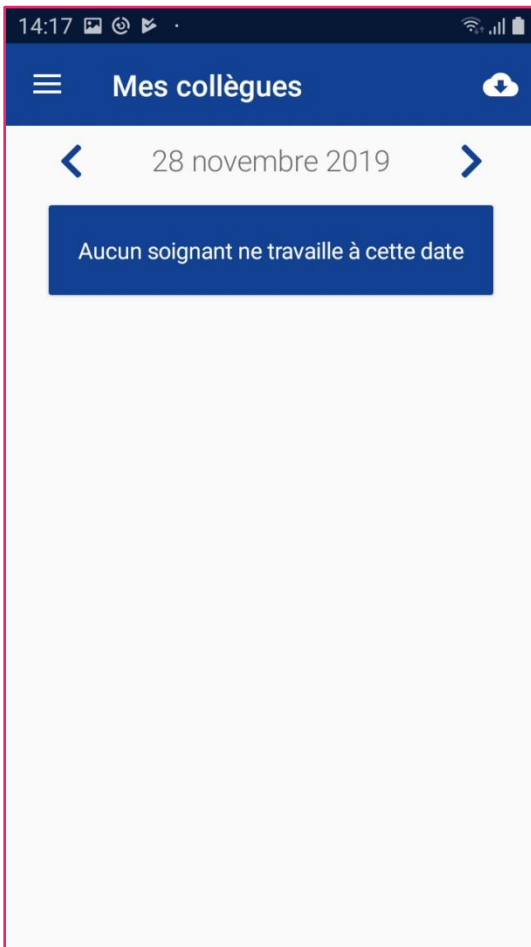 14:17
Mes collègues
28 novembre 2019
Aucun soignant ne travaille à cette date